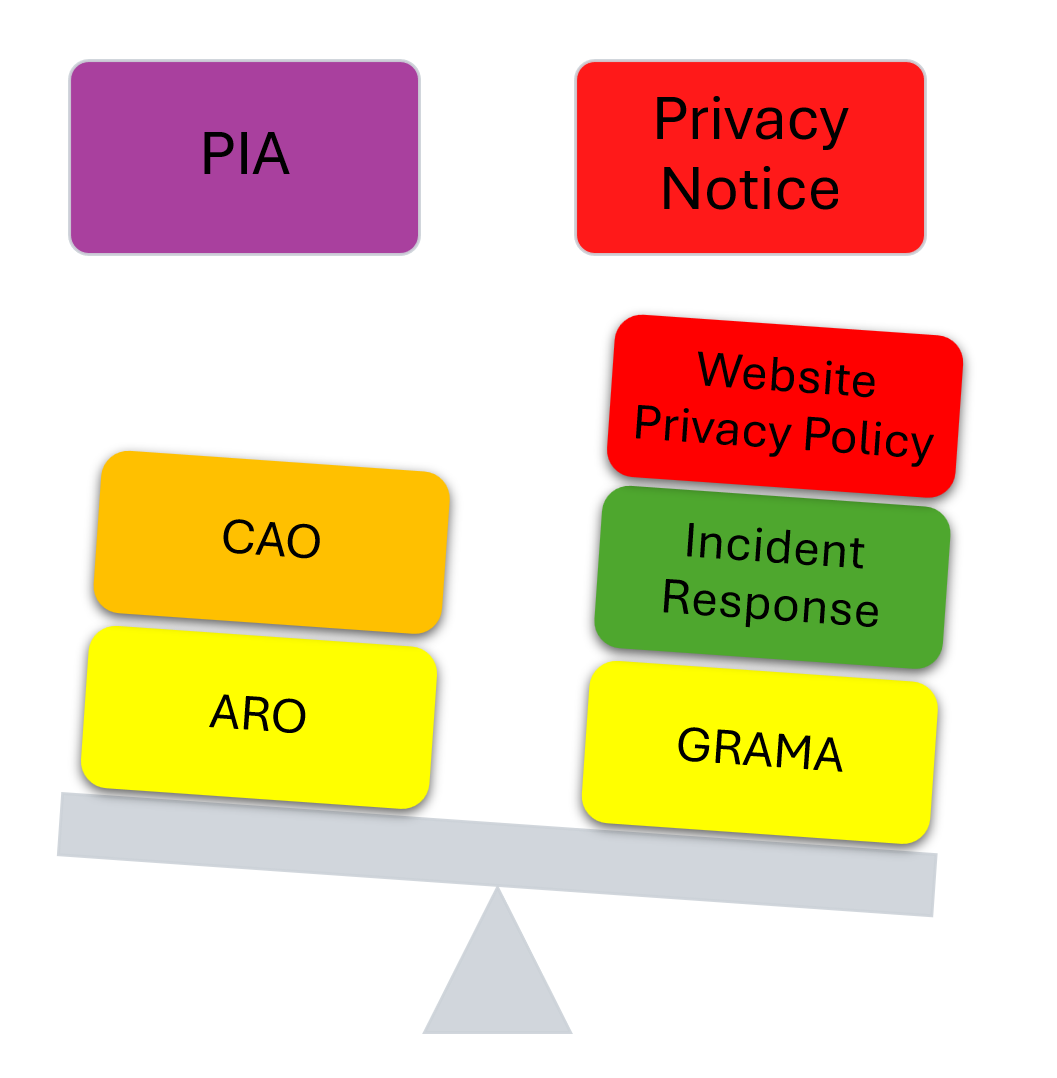 PIA
Privacy
Notice
Website
Privacy Policy
CAO
Incident
Response
ARO
GRAMA